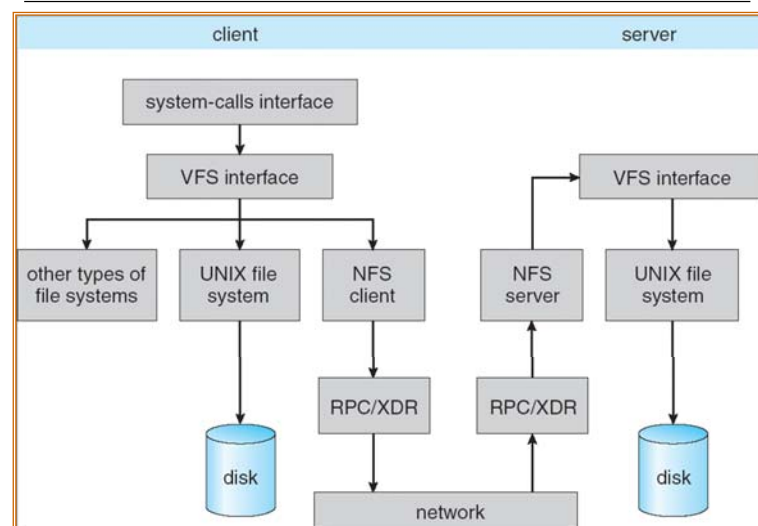 client
server
system-calls interface
VFS interface
VFS interface
other types of
file systems
UNIX file
system
NFS
client
NFS
server
UNIX file
system
RPC/XDR
RPC/XDR
disk
disk
network